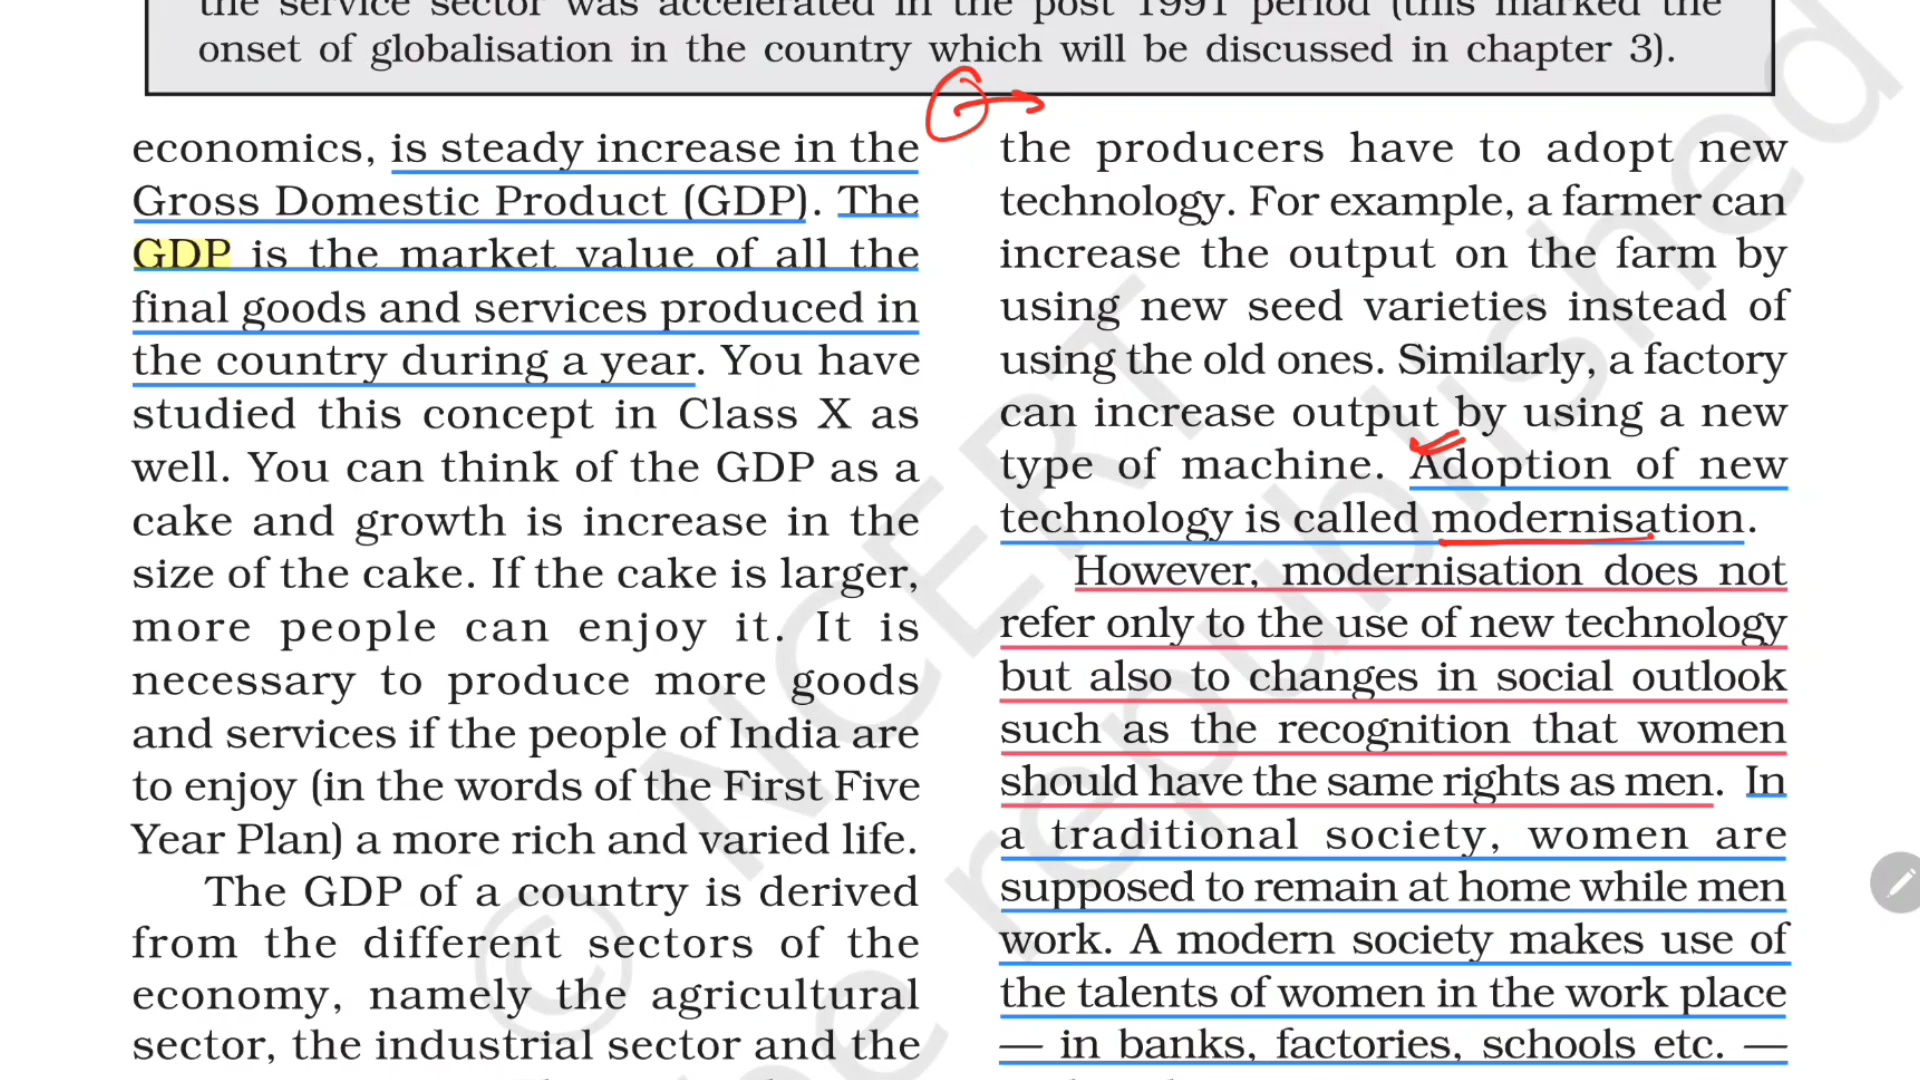 the service sector was accelerated in the post 1991 period (this marked the
onset of globalisation in the country which will be discussed in chapter 3).
economics, is steady increase in the
Gross Domestic Product (GDP). The
GDP is the market value of all the
final goods and services produced in
the country during a year. You have
studied this concept in Class X as
well. You can think of the GDP as a
cake and growth is increase in the
size of the cake. If the cake is larger,
more people can enjoy it. It is
necessary to produce more goods
and services if the people of India are
to enjoy (in the words of the First Five
Year Plan) a more rich and varied life.
The GDP of a country is derived
from the different sectors of the
economy, namely the agricultural
sector, the industrial sector and the
the producers have to adopt new
technology. For example, a farmer can
increase the output on the farm by
using new seed varieties instead of
using the old ones. Similarly, a factory
can increase output by using a new
type of machine. Adoption of new
technology is called modernisation.
However, modernisation does not
refer only to the use of new technology
but also to changes in social outlook
such as the recognition that women
should have the same rights as men. In
a traditional society, women are
supposed to remain at home while men
work. A modern society makes use of
the talents of women in the work place
— in banks, factories, schools etc. —
© NCERT
be republished